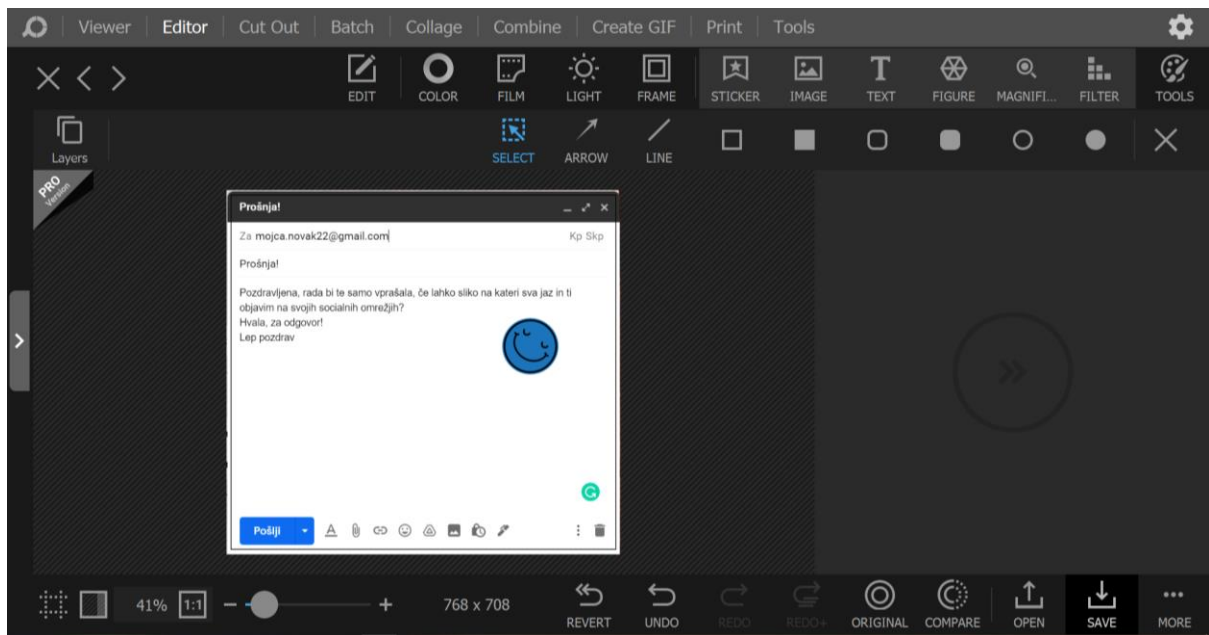 Viewer Editor Cut Out Batch Collage Combine Create GIF Print Tools
EDIT COLOR FILM LIGHT FRAME STICKER IMAGE TEXT FIGURE MAGNIFI... FILTER TOOLS
Layers SELECT ARROW LINE
PRO
Version
Prošnja!
Za mojca.novak22@gmail.com Kp Skp
Prošnja!
Pozdravljena, rada bi te samo vprašala, če lahko sliko na kateri sva jaz in ti
objavim na svojih socialnih omrežjih?
Hvala, za odgovor!
Lep pozdrav
Pošlji
41% 1:1 768 x 708
REVERT UNDO REDO REDO+ ORIGINAL COMPARE OPEN SAVE MORE